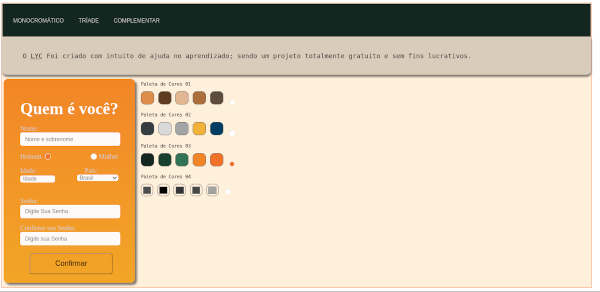 MONOCROMÁTICO TRÍADE COMPLEMENTAR
O LYC Foi criado com intuito de ajuda no aprendizado; sendo um projeto totalmente gratuito e sem fins lucrativos.
Quem é você?
Nome:
Nome e sobrenome
Homem Mulher
Idade: País:
Idade Brasil
Senha:
Digite Sua Senha
Confirme sua Senha:
Digite sua Senha
Confirmar
Paleta de Cores 01
Paleta de Cores 02
Paleta de Cores 03
Paleta de Cores 04